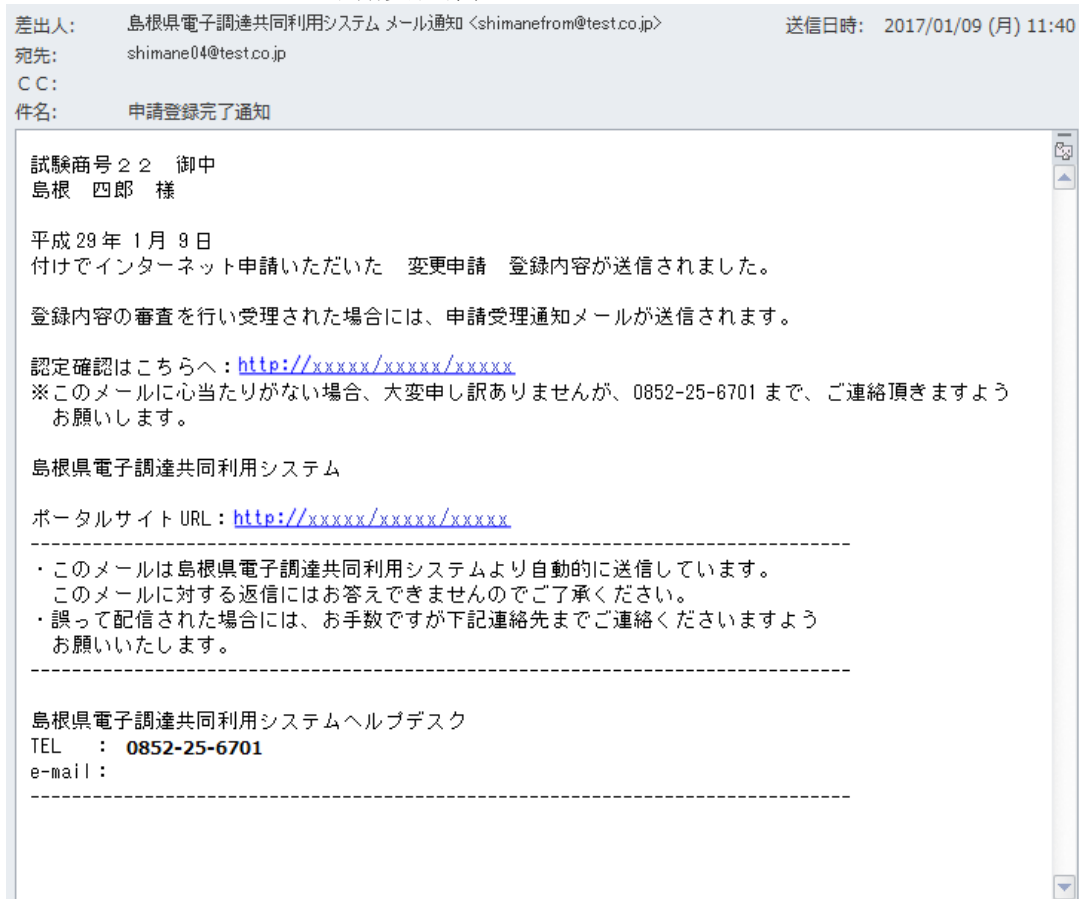 差出人: 島根県電子調達共同利用システム メール通知 <shimanefrom@test.co.jp> 送信日時: 2017/01/09 (月) 11:40
宛先: shimane04@test.co.jp
ＣＣ:
件名: 申請登録完了通知
試験商号２２　御中
島根　四郎　様
平成 29 年 1 月 9 日
付けでインターネット申請いただいた　変更申請　登録内容が送信されました。
登録内容の審査を行い受理された場合には、申請受理通知メールが送信されます。
認定確認はこちらへ：http://xxxxx/xxxxx/xxxxx
※このメールに心当たりがない場合、大変申し訳ありませんが、0852-25-6701 まで、ご連絡頂きますよう
お願いします。
島根県電子調達共同利用システム
ポータルサイト URL：http://xxxxx/xxxxx/xxxxx
--------------------------------------------------------------------------------
・このメールは島根県電子調達共同利用システムより自動的に送信しています。
このメールに対する返信にはお答えできませんのでご了承ください。
・誤って配信された場合には、お手数ですが下記連絡先までご連絡くださいますよう
お願いいたします。
--------------------------------------------------------------------------------
島根県電子調達共同利用システムヘルプデスク
TEL　： 0852-25-6701
e-mail：
--------------------------------------------------------------------------------